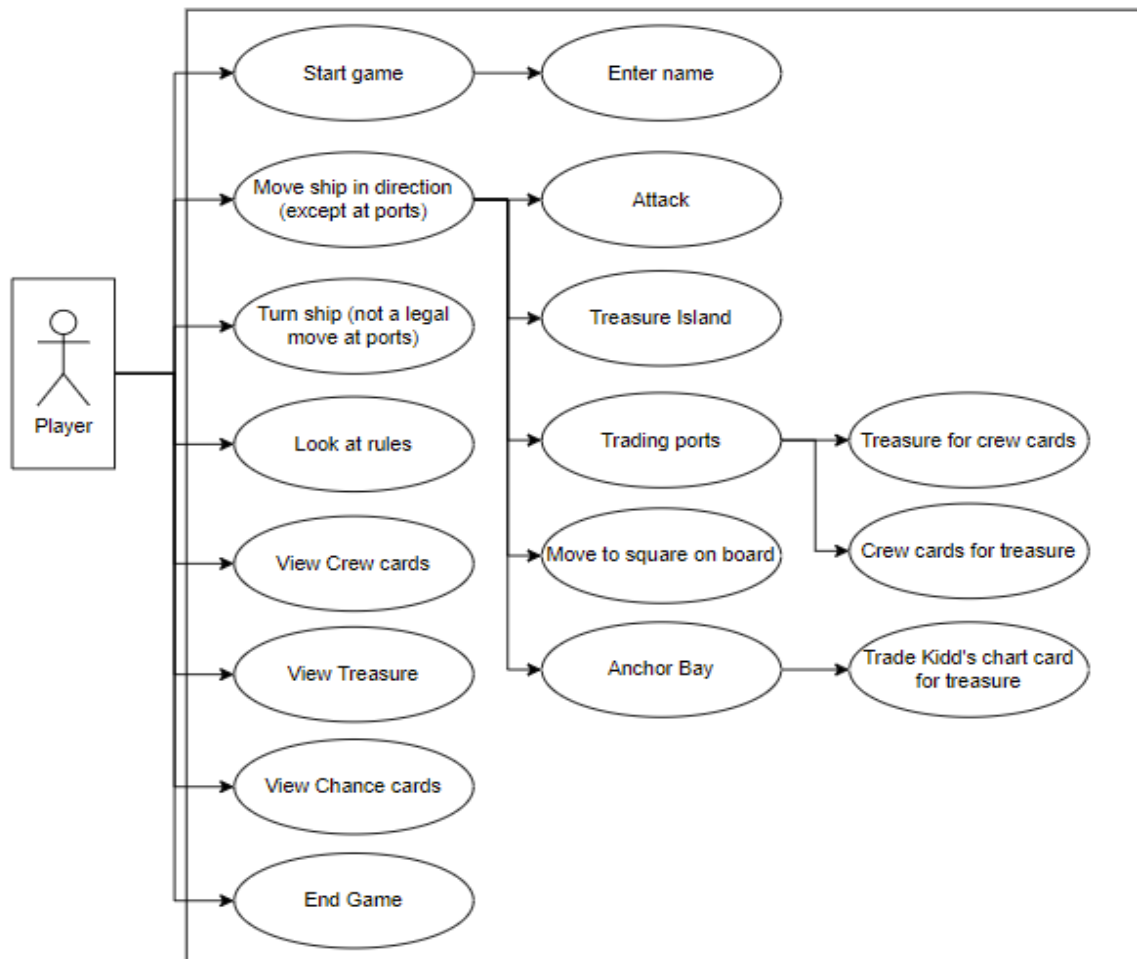 Start game
Enter name
Move ship in direction
(except at ports)
Attack
Turn ship (not a legal
move at ports)
Treasure Island
Player
Look at rules
Trading ports
Treasure for crew cards
View Crew cards
Move to square on board
Crew cards for treasure
View Treasure
Anchor Bay
Trade Kidd's chart card
for treasure
View Chance cards
End Game